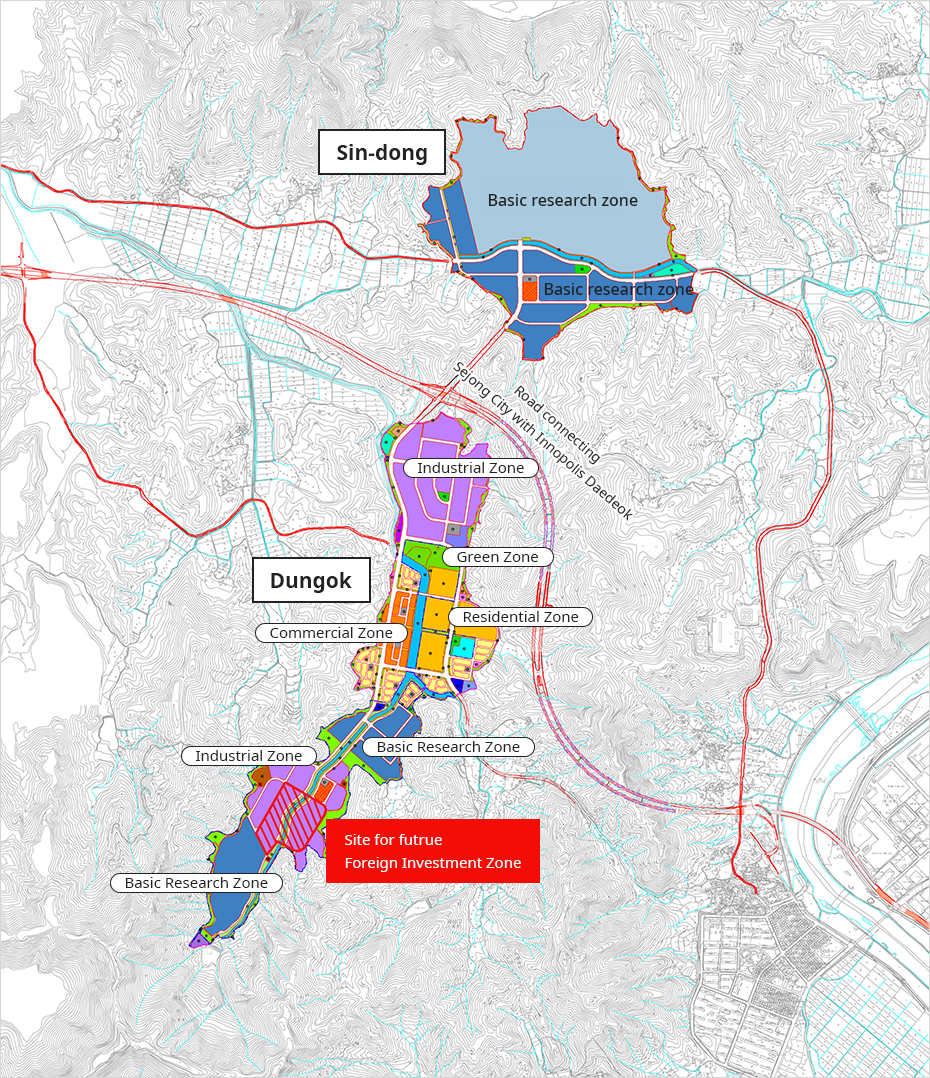 Sin-dong
Basic research zone
Basic research zone
Road connecting
Sejong City with Innopolis Daedeok
Industrial Zone
Green Zone
Dungok
Residential Zone
Commercial Zone
Basic Research Zone
Industrial Zone
Site for futrue
Foreign Investment Zone
Basic Research Zone